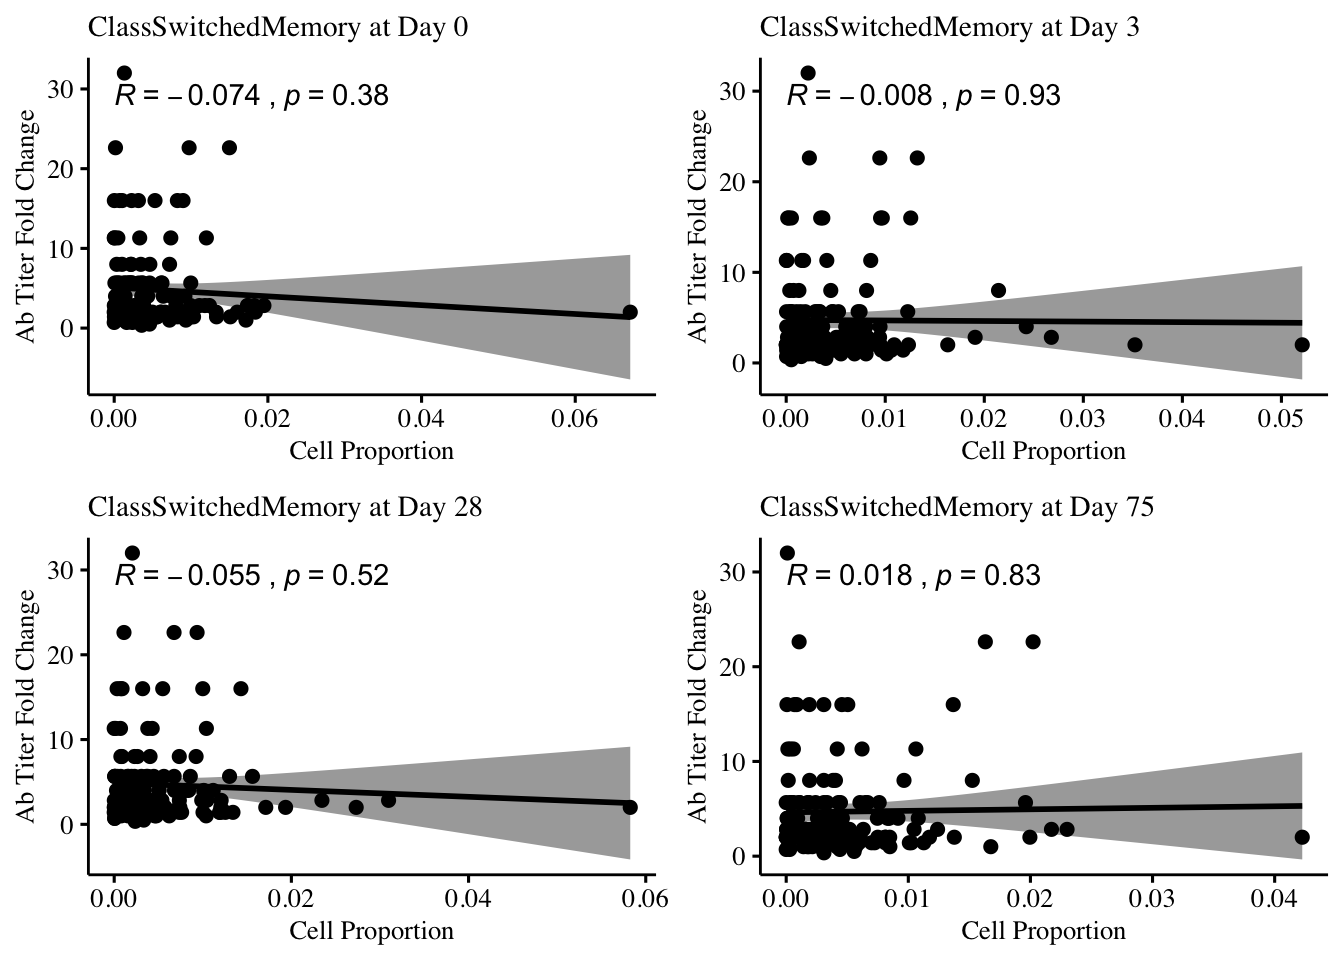 ClassSwitchedMemory at Day 0
R = −0.074 , p = 0.38
Ab Titer Fold Change
30
20
10
0
0.00 0.02 0.04 0.06
Cell Proportion
ClassSwitchedMemory at Day 3
R = −0.008 , p = 0.93
Ab Titer Fold Change
30
20
10
0
0.00 0.01 0.02 0.03 0.04 0.05
Cell Proportion
ClassSwitchedMemory at Day 28
R = −0.055 , p = 0.52
Ab Titer Fold Change
30
20
10
0
0.00 0.02 0.04 0.06
Cell Proportion
ClassSwitchedMemory at Day 75
R = 0.018 , p = 0.83
Ab Titer Fold Change
30
20
10
0
0.00 0.01 0.02 0.03 0.04
Cell Proportion